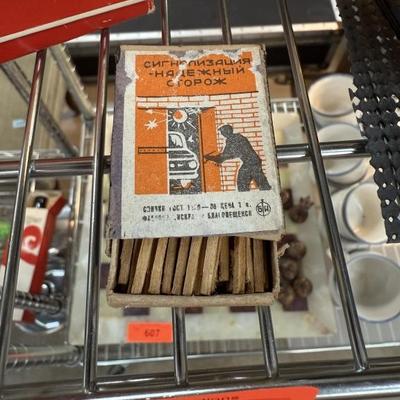 СИГНАЛИЗАЦИЯ
-НАДЕЖНЫЙ
СТОРОЖ
СПИЧКИ ГОСТ ЦЕНА 1 к.
ФАБРИКА „ИСКРА“ БЛАГОВЕЩЕНСК
607